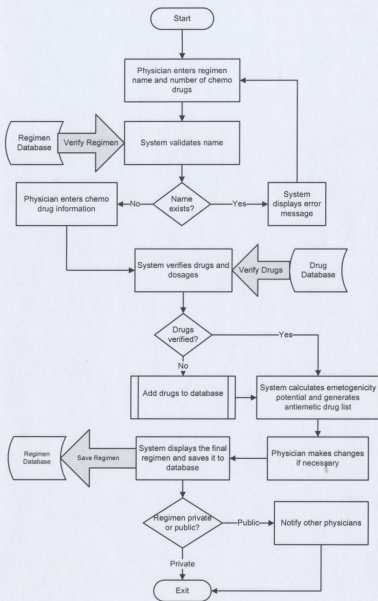 Start
Physician enters regimen
name and number of chemo
drugs
Regimen
Database
Verify Regimen
System validates name
Physician enters chemo
drug information
No
Name
exists?
Yes
System
displays error
message
System verifies drugs and
dosages
Verify Drugs
Drug
Database
Drugs
verified?
Yes
No
Add drugs to database
System calculates emetogenicity
potential and generates
antiemetic drug list
Regimen
Database
Save Regimen
System displays the final
regimen and saves it to
database
Physician makes changes
if necessary
Regimen private
or public?
Public
Notify other physicians
Private
Exit